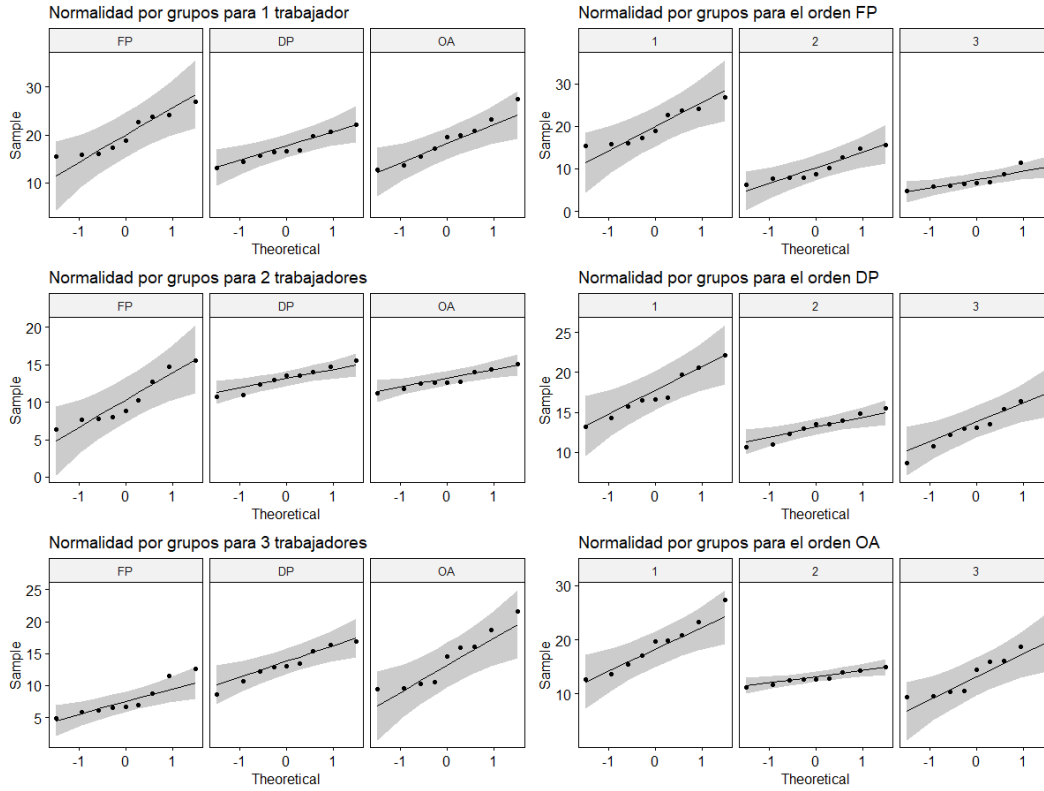 Normalidad por grupos para 1 trabajador
FP DP OA
Sample
30
20
10
-1 0 1 -1 0 1 -1 0 1
Theoretical
Normalidad por grupos para el orden FP
1 2 3
Sample
30
20
10
0
-1 0 1 -1 0 1 -1 0 1
Theoretical
Normalidad por grupos para 2 trabajadores
FP DP OA
Sample
20
15
10
5
0
-1 0 1 -1 0 1 -1 0 1
Theoretical
Normalidad por grupos para el orden DP
1 2 3
Sample
25
20
15
10
-1 0 1 -1 0 1 -1 0 1
Theoretical
Normalidad por grupos para 3 trabajadores
FP DP OA
Sample
25
20
15
10
5
-1 0 1 -1 0 1 -1 0 1
Theoretical
Normalidad por grupos para el orden OA
1 2 3
Sample
30
20
10
-1 0 1 -1 0 1 -1 0 1
Theoretical